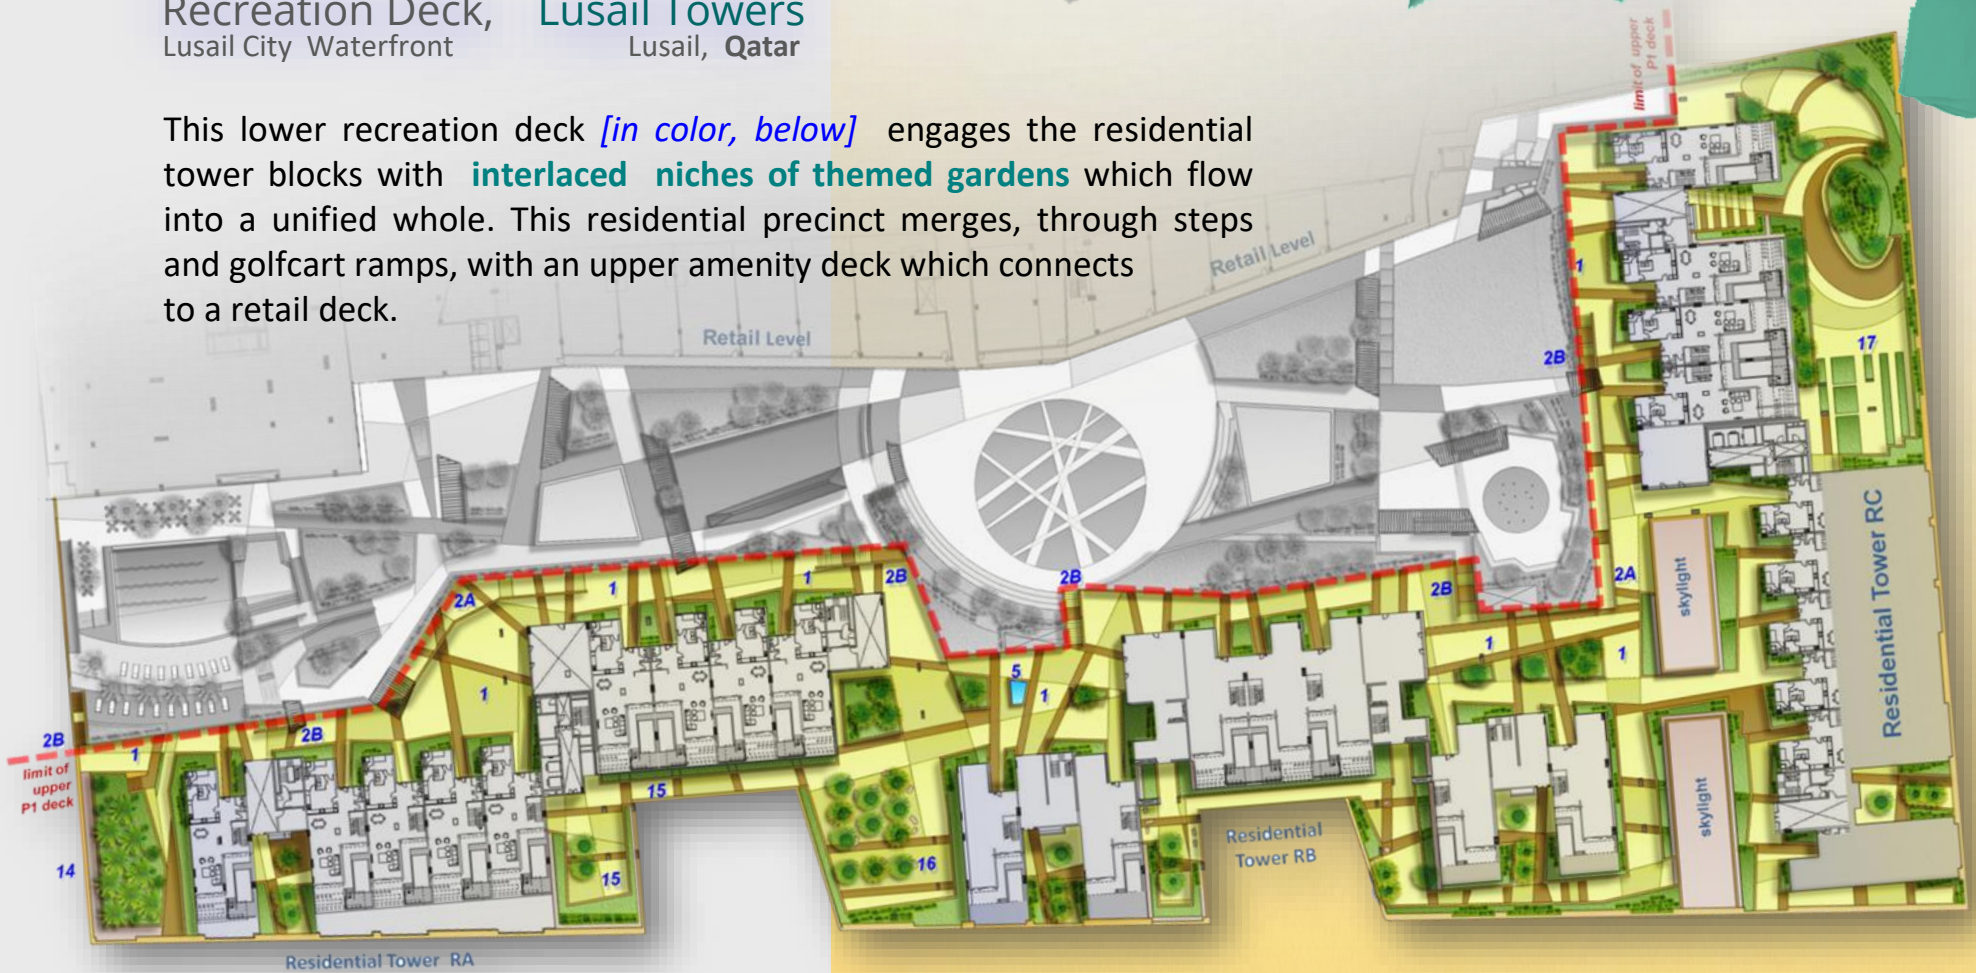 Recreation Deck, Lusail Towers
Lusail City Waterfront Lusail, Qatar
This lower recreation deck [in color, below] engages the residential
tower blocks with interlaced niches of themed gardens which flow
into a unified whole. This residential precinct merges, through steps
and golfcart ramps, with an upper amenity deck which connects
to a retail deck.
limit of upper
P1 deck
Retail Level
Retail Level
1
2B
17
2B
2B
2B
1
1
2A
2A
1
1
1
5
1
skylight
Residential Tower RC
2B
1
2B
limit of
upper
P1 deck
15
14
15
16
Residential
Tower RB
skylight
Residential Tower RA